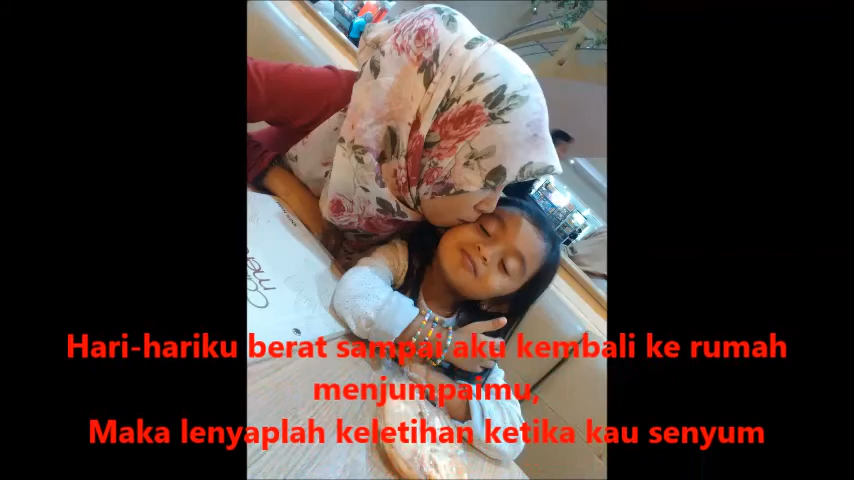 Hari-hariku berat sampai aku kembali ke rumah
menjumpaimu,
Maka lenyaplah keletihan ketika kau senyum